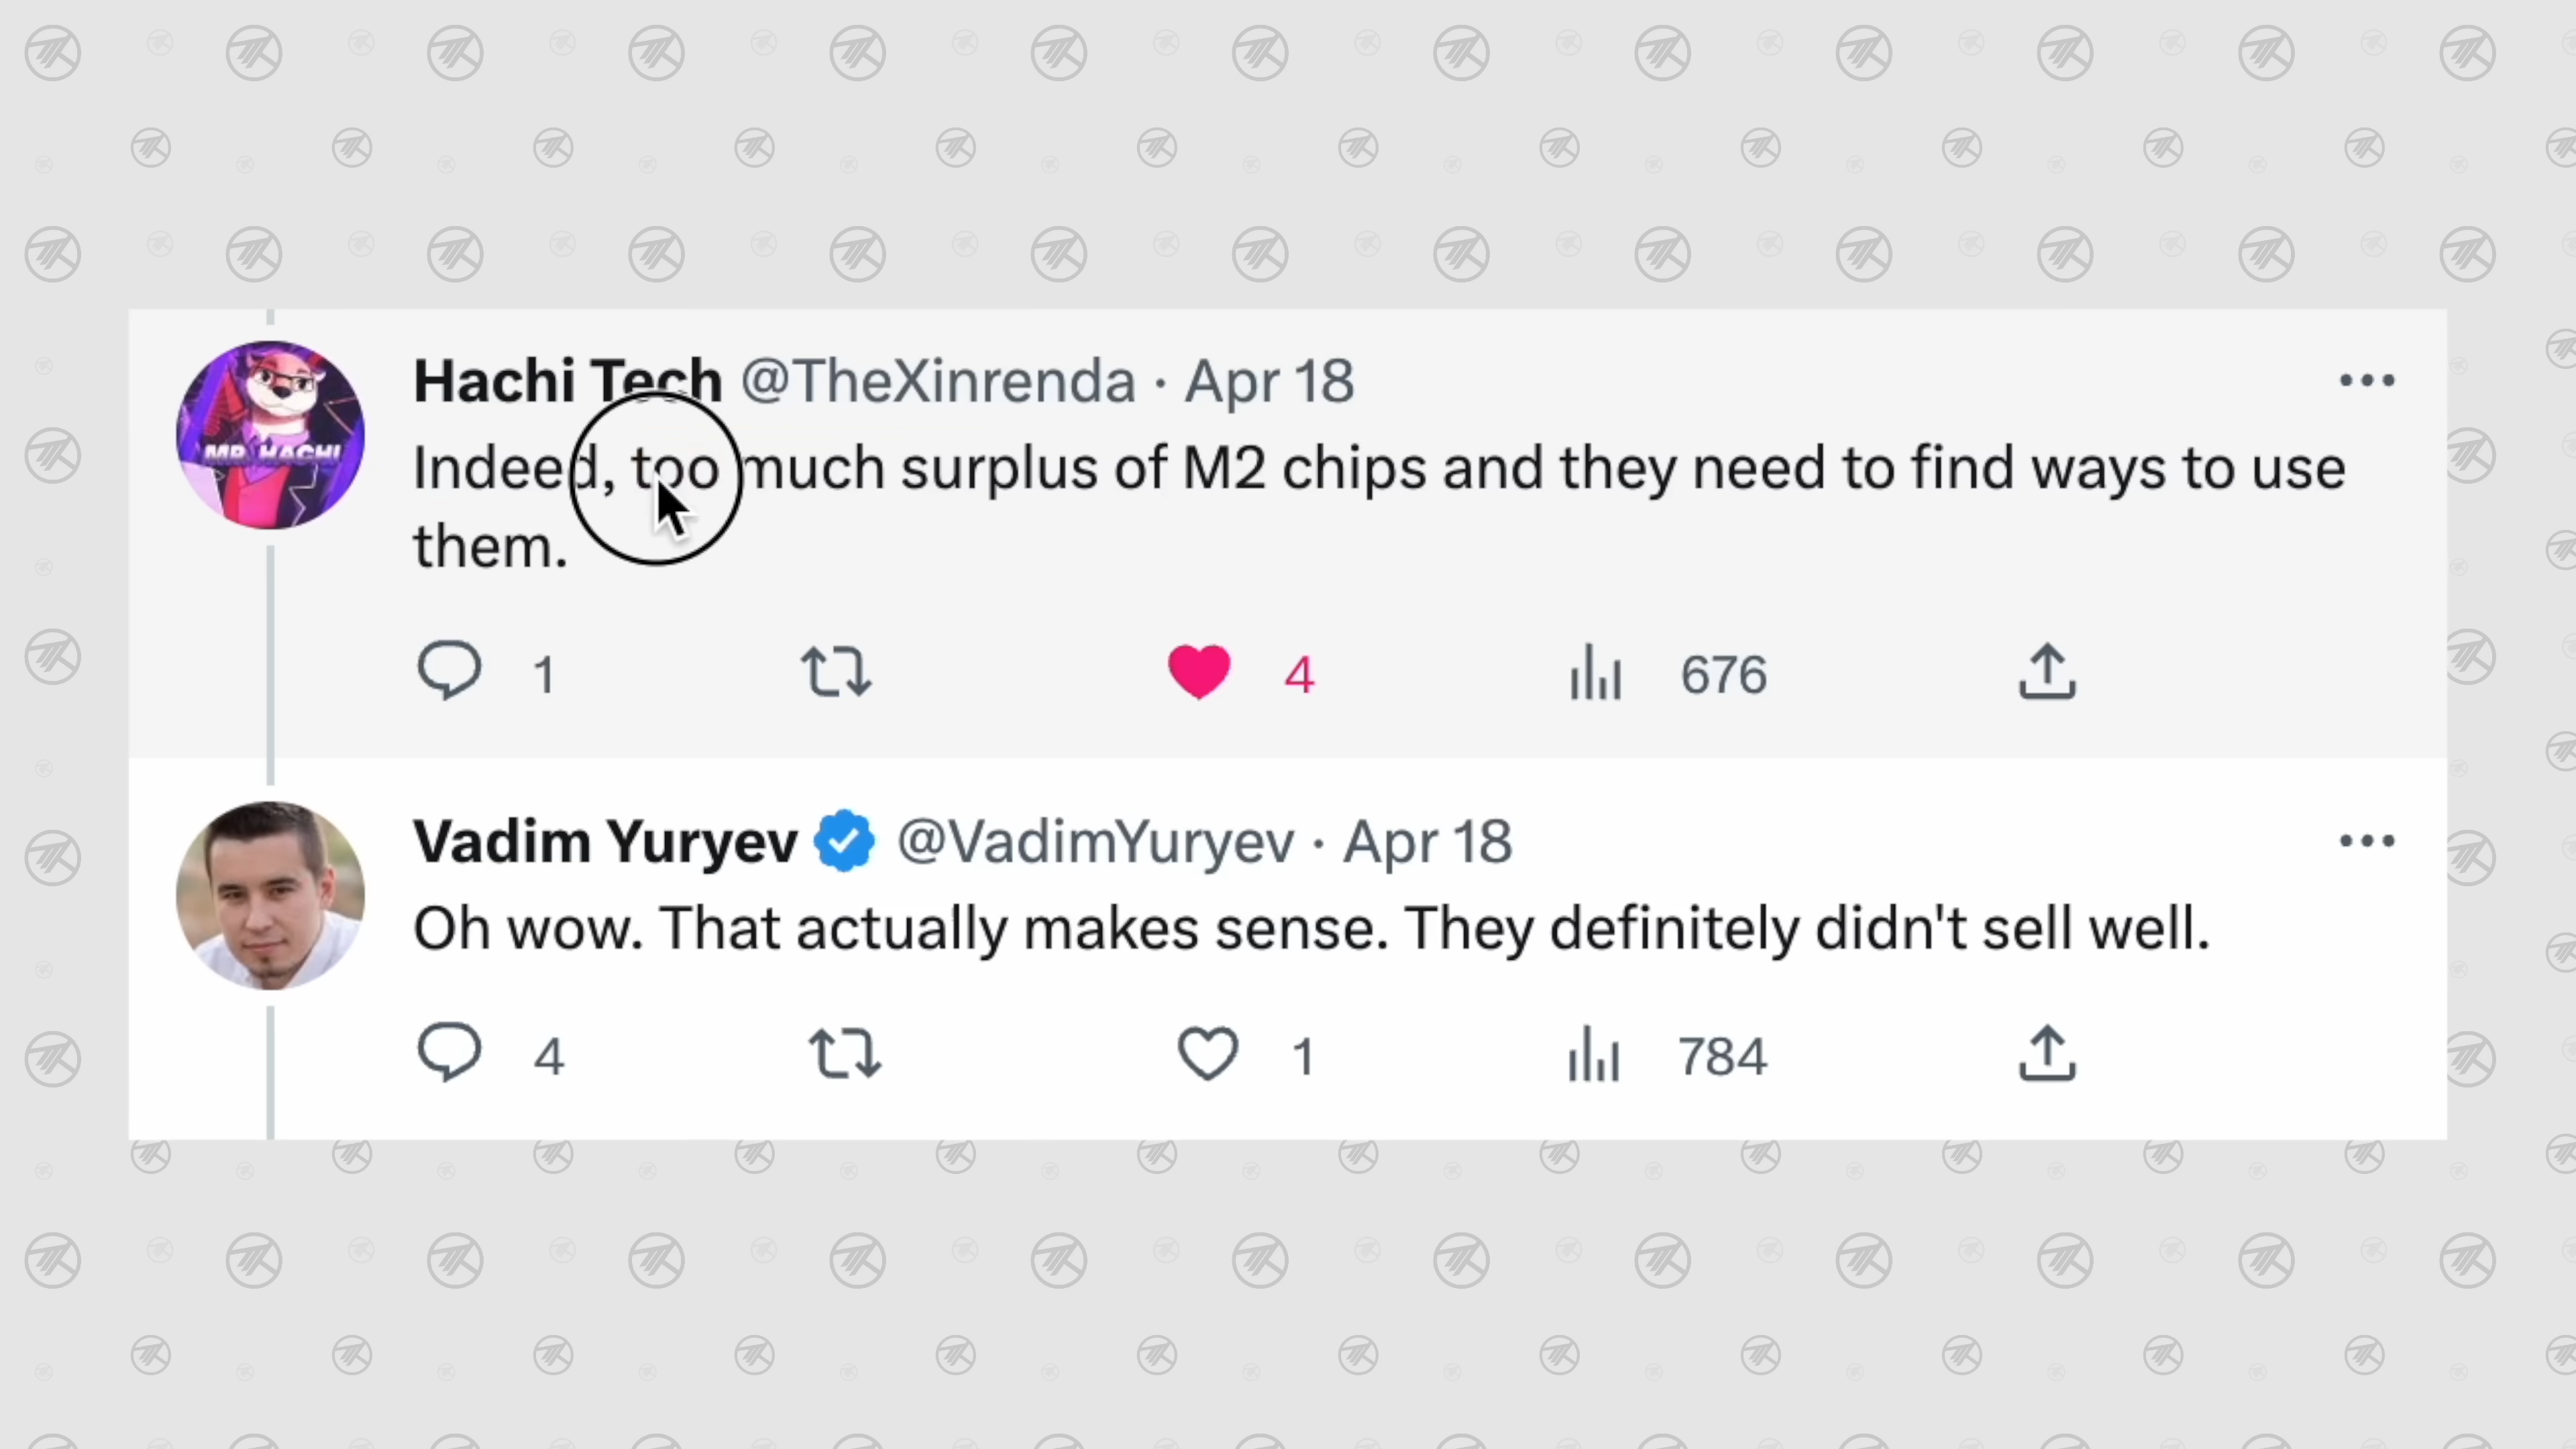 Hachi Tech @TheXinrenda · Apr 18
Indeed, too much surplus of M2 chips and they need to find ways to use
them.
MR. HACHI
1 4 676
Vadim Yuryev @VadimYuryev · Apr 18
Oh wow. That actually makes sense. They definitely didn't sell well.
4 1 784